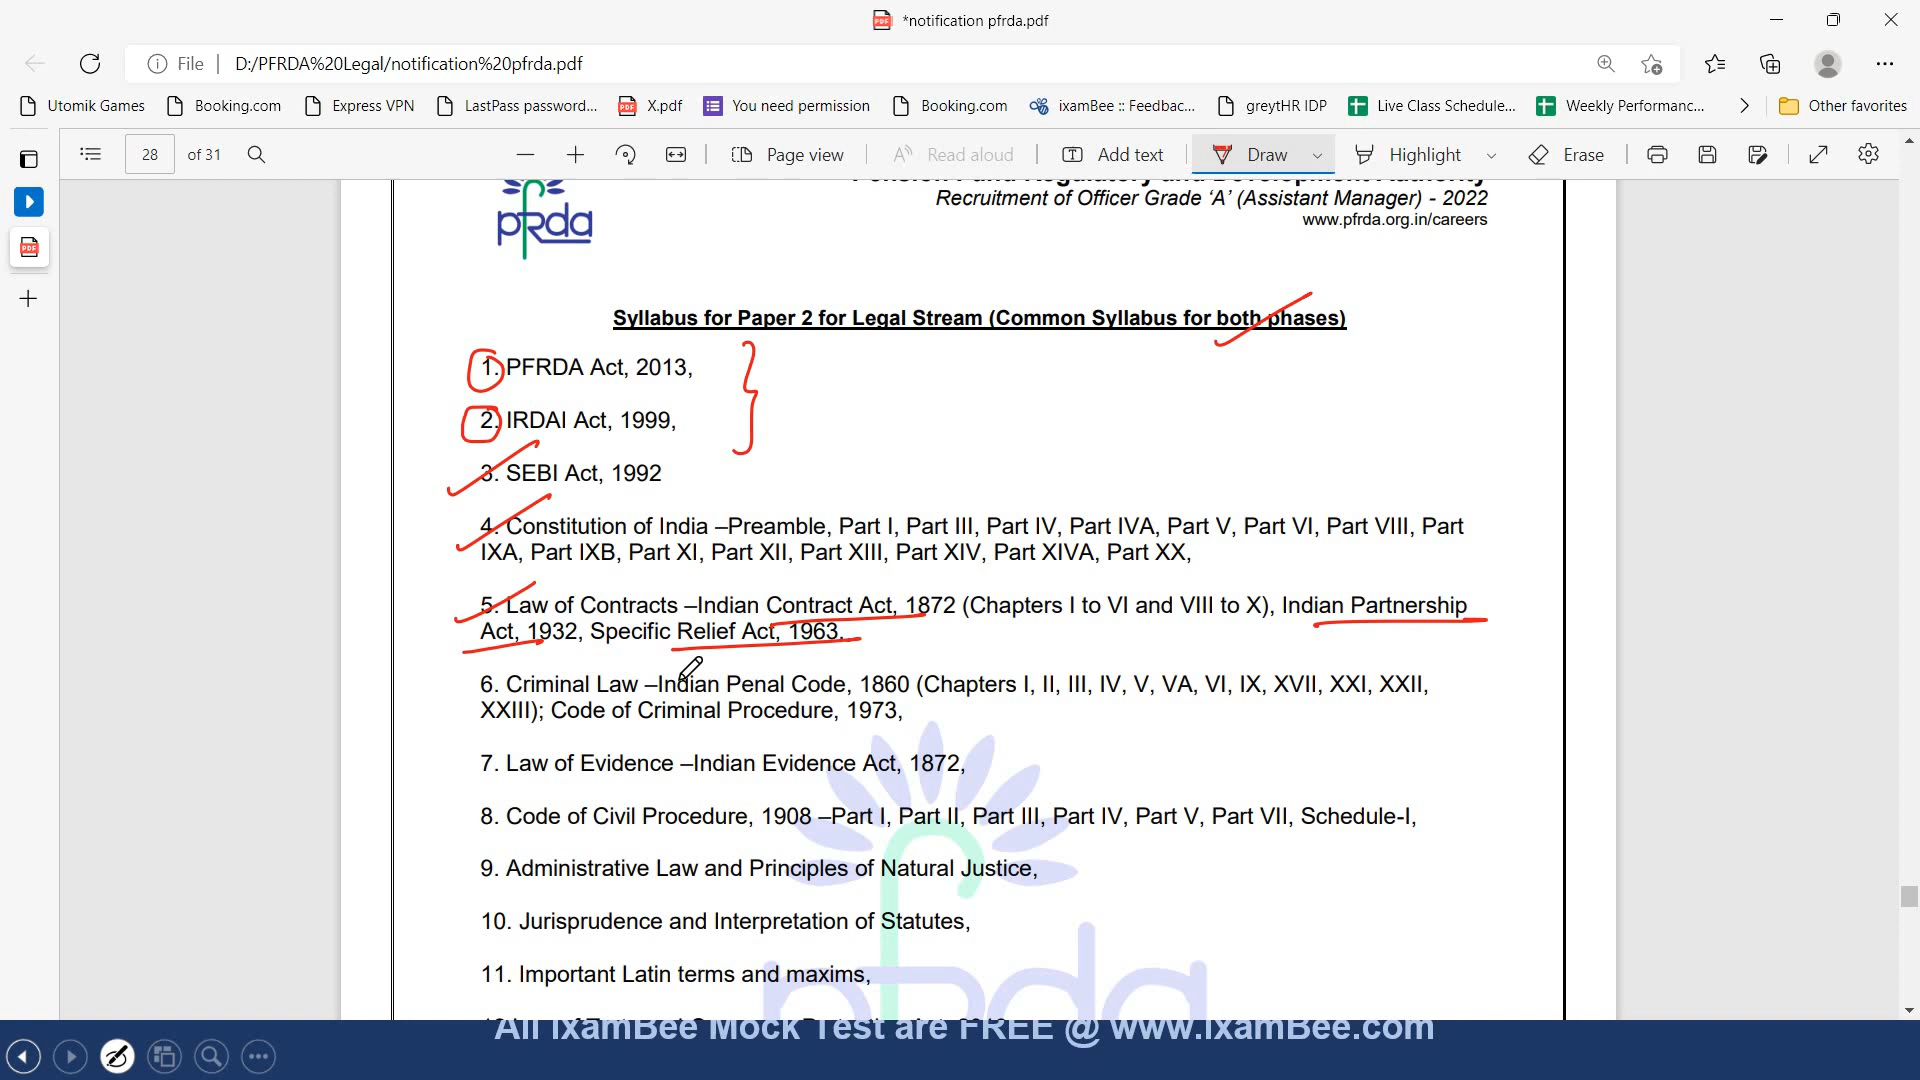 *notification pfrda.pdf
File D:/PFRDA%20Legal/notification%20pfrda.pdf
Utomik Games Booking.com Express VPN LastPass password... X.pdf You need permission Booking.com ixamBee :: Feedbac... greytHR IDP Live Class Schedule... Weekly Performanc... Other favorites
28 of 31 Page view Read aloud Add text Draw Highlight Erase
Pension Fund Regulatory and Development Authority
pfrda Recruitment of Officer Grade ‘A’ (Assistant Manager) - 2022
www.pfrda.org.in/careers
Syllabus for Paper 2 for Legal Stream (Common Syllabus for both phases)
1. PFRDA Act, 2013,
2. IRDAI Act, 1999,
3. SEBI Act, 1992
4. Constitution of India –Preamble, Part I, Part III, Part IV, Part IVA, Part V, Part VI, Part VIII, Part
IXA, Part IXB, Part XI, Part XII, Part XIII, Part XIV, Part XIVA, Part XX,
5. Law of Contracts –Indian Contract Act, 1872 (Chapters I to VI and VIII to X), Indian Partnership
Act, 1932, Specific Relief Act, 1963.
6. Criminal Law –Indian Penal Code, 1860 (Chapters I, II, III, IV, V, VA, VI, IX, XVII, XXI, XXII,
XXIII); Code of Criminal Procedure, 1973,
7. Law of Evidence –Indian Evidence Act, 1872,
8. Code of Civil Procedure, 1908 –Part I, Part II, Part III, Part IV, Part V, Part VII, Schedule-I,
9. Administrative Law and Principles of Natural Justice,
10. Jurisprudence and Interpretation of Statutes,
11. Important Latin terms and maxims,
All ixamBee Mock Test are FREE @ www.ixamBee.com